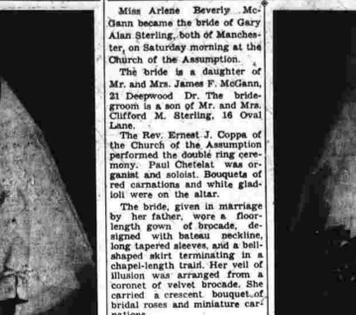 Miss Arlene Beverly Mc-
Gann became the bride of Gary
Alan Sterling, both of Manches-
ter, on Saturday morning at the
Church of the Assumption.
The bride is a daughter of
Mr. and Mrs. James F. McGann,
21 Deepwood Dr. The bride-
groom is a son of Mr. and Mrs.
Clifford M. Sterling, 16 Oval
Lane.
The Rev. Ernest J. Coppa of
the Church of the Assumption
performed the double ring cere-
mony. Paul Chetelat was or-
ganist and soloist. Bouquets of
red carnations and white glad-
ioli were on the altar.
The bride, given in marriage
by her father, wore a floor-
length gown of brocade, de-
signed with bateau neckline,
long tapered sleeves, and a bell-
shaped skirt terminating in a
chapel-length train. Her veil of
illusion was arranged from a
coronet of velvet brocade. She
carried a crescent bouquet of
bridal roses and miniature car-
nations.